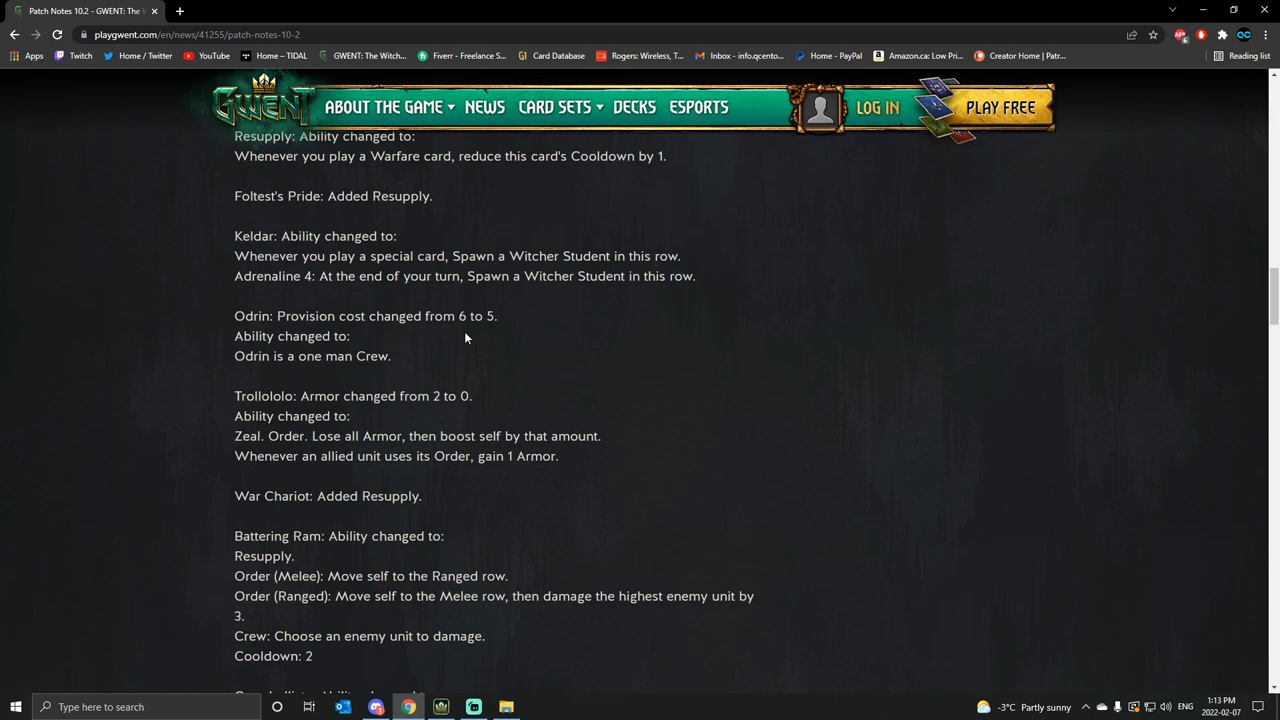 Patch Notes 10.2 - GWENT: The V
playgwent.com/en/news/41255/patch-notes-10-2
Apps
Twitch
Home / Twitter
YouTube
Home – TIDAL
GWENT: The Witch...
Fiverr - Freelance S...
Card Database
Rogers: Wireless, T...
Inbox - info.qcento...
Home - PayPal
Amazon.ca: Low Pri...
Creator Home | Patr...
Reading list
GWENT
ABOUT THE GAME
NEWS
CARD SETS
DECKS
ESPORTS
LOG IN
PLAY FREE
Resupply: Ability changed to:
Whenever you play a Warfare card, reduce this card's Cooldown by 1.
Foltest's Pride: Added Resupply.
Keldar: Ability changed to:
Whenever you play a special card, Spawn a Witcher Student in this row.
Adrenaline 4: At the end of your turn, Spawn a Witcher Student in this row.
Odrin: Provision cost changed from 6 to 5.
Ability changed to:
Odrin is a one man Crew.
Trollololo: Armor changed from 2 to 0.
Ability changed to:
Zeal. Order. Lose all Armor, then boost self by that amount.
Whenever an allied unit uses its Order, gain 1 Armor.
War Chariot: Added Resupply.
Battering Ram: Ability changed to:
Resupply.
Order (Melee): Move self to the Ranged row.
Order (Ranged): Move self to the Melee row, then damage the highest enemy unit by
3.
Crew: Choose an enemy unit to damage.
Cooldown: 2
Type here to search
-3°C Partly sunny
ENG
1:13 PM
2022-02-07